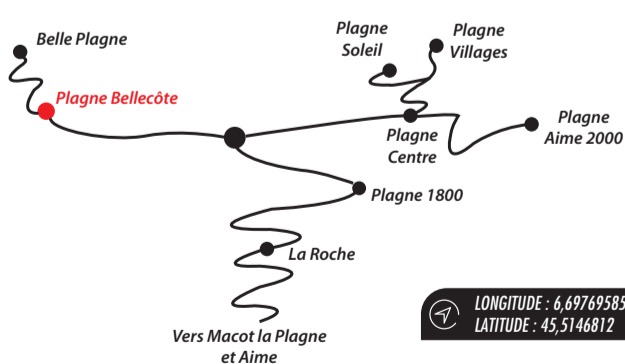 Belle Plagne
Plagne Bellecôte
Plagne
Soleil
Plagne
Villages
Plagne
Centre
Plagne
Aime 2000
Plagne 1800
La Roche
Vers Macot la Plagne
et Aime
LONGITUDE : 6,69769585
LATITUDE : 45,5146812